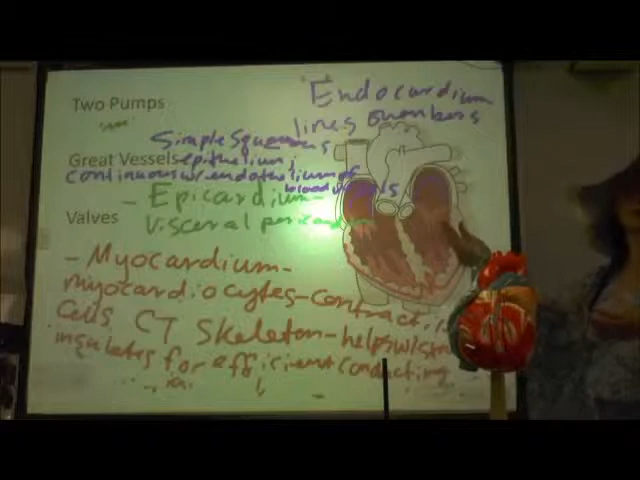 Two Pumps
Endocardium
lines chambers
Simple Squamous
Great Vessels epithelium;
continuous w endothelium of
blood vessels
- Epicardium-
visceral
Valves
- Myocardium-
myocardiocytes-contract
Cells CT Skeleton-helps w/
insulates for efficient conducting